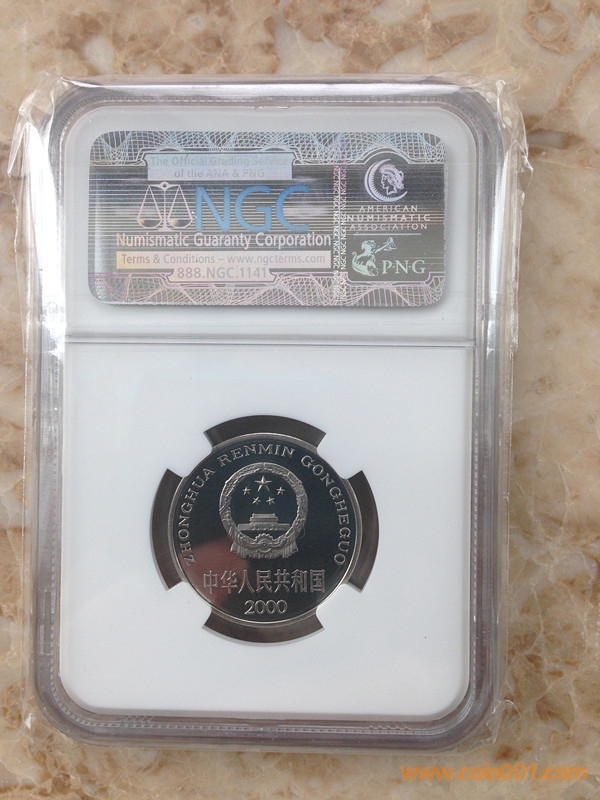 The Official Grading Service
of the ANA & PNG
NGC
Numismatic Guaranty Corporation
Terms & Conditions – www.ngcterms.com
888.NGC.1141
AMERICAN
NUMISMATIC
ASSOCIATION
PNG
ZHONGHUA RENMIN GONGHEGUO
中华人民共和国
2000
www.coin001.com